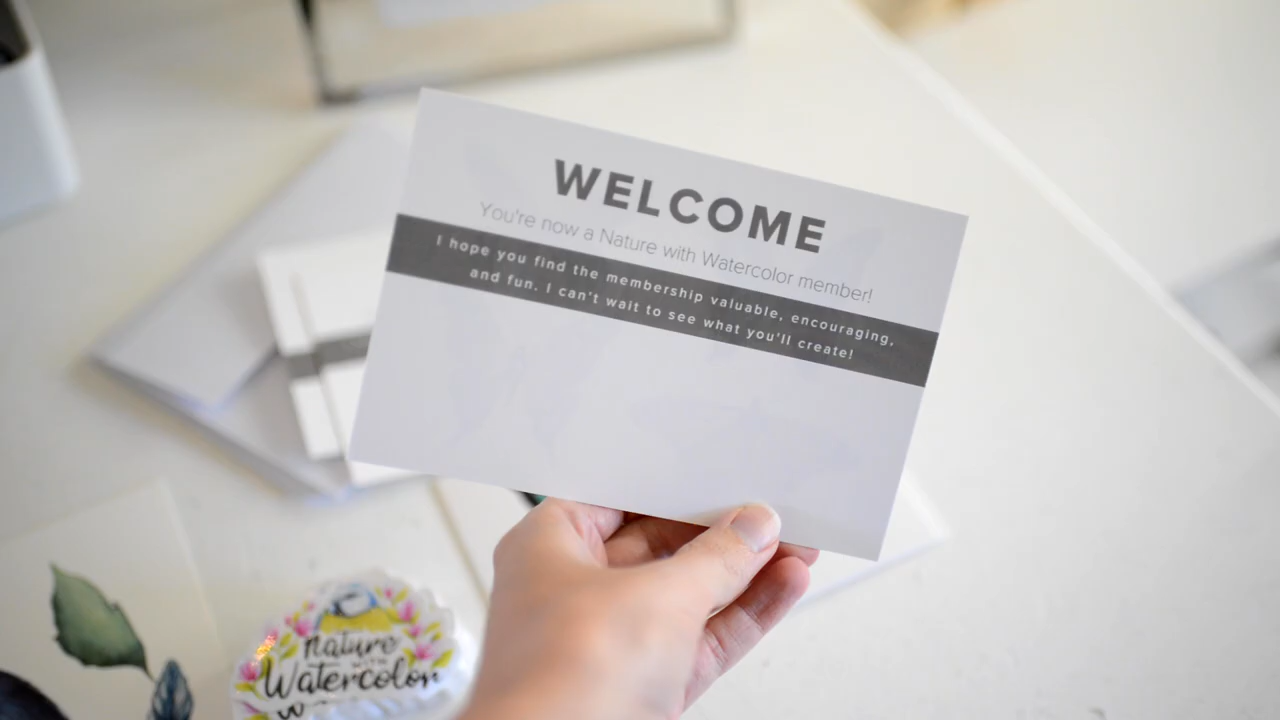 WELCOME
You're now a Nature with Watercolor member!
I hope you find the membership valuable, encouraging,
and fun. I can't wait to see what you'll create!
Nature
WITH
Watercolor